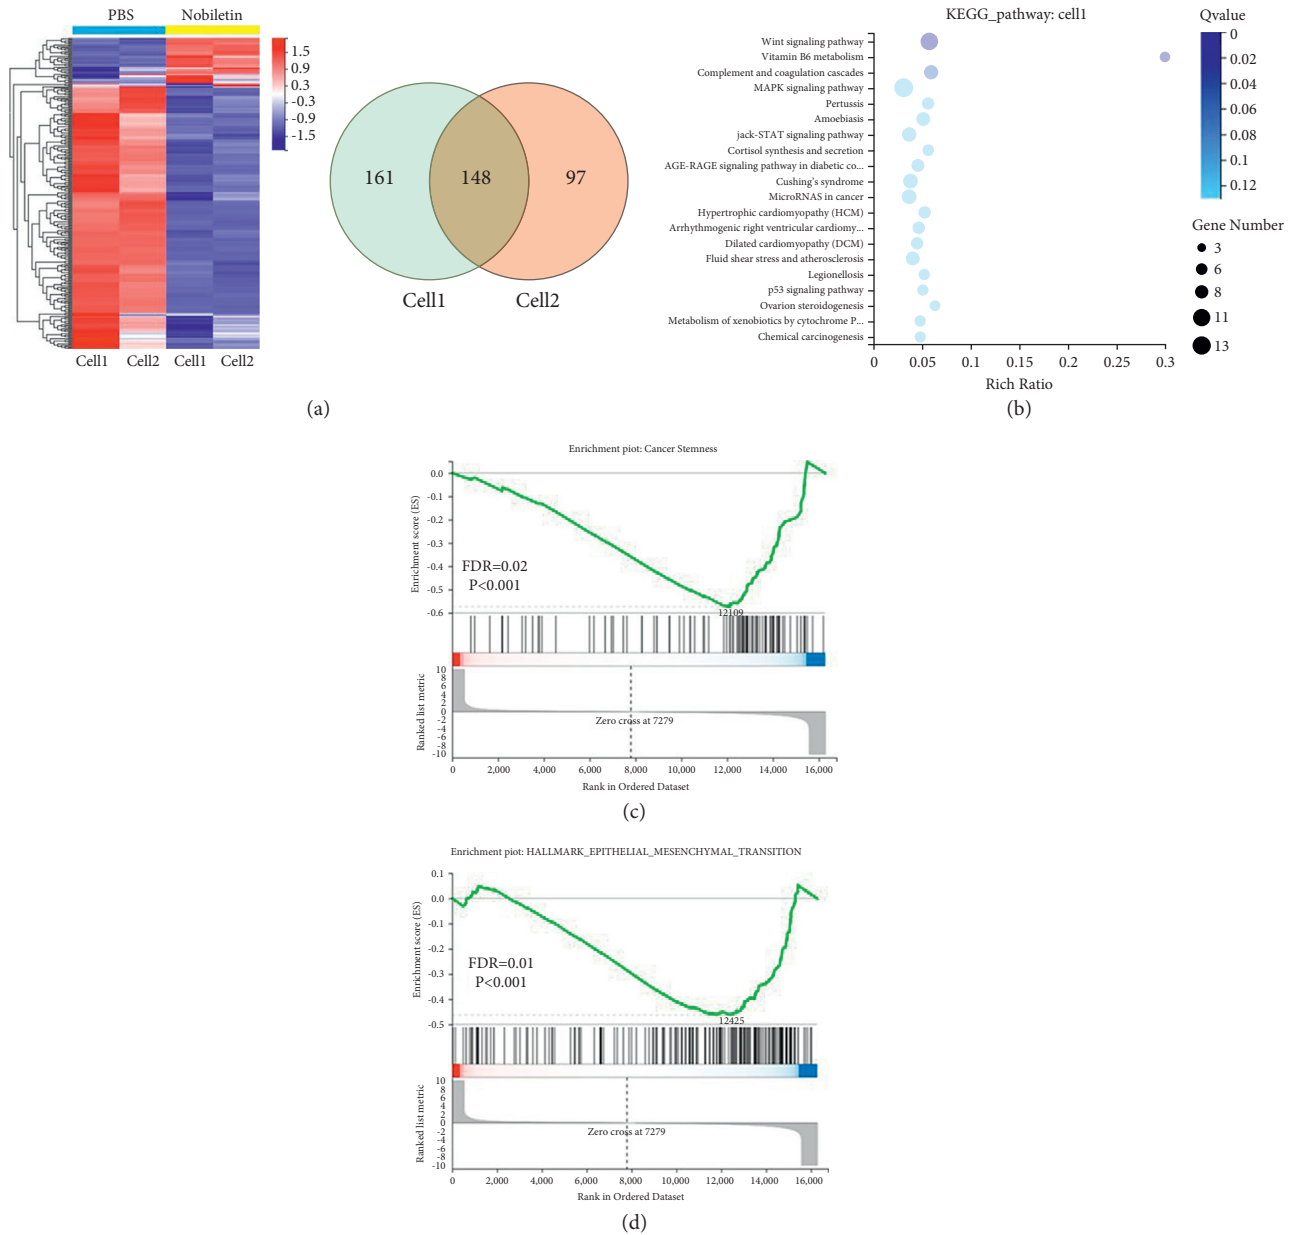 PBS Nobiletin
1.5
0.9
0.3
-0.3
-0.9
-1.5
Cell1 Cell2 Cell1 Cell2
161 148 97
Cell1 Cell2
(a)
KEGG_pathway: cell1
Wint signaling pathway
Vitamin B6 metabolism
Complement and coagulation cascades
MAPK signaling pathway
Pertussis
Amoebiasis
jack-STAT signaling pathway
Cortisol synthesis and secretion
AGE-RAGE signaling pathway in diabetic co...
Cushing's syndrome
MicroRNAS in cancer
Hypertrophic cardiomyopathy (HCM)
Arrhythmogenic right ventricular cardiomy...
Dilated cardiomyopathy (DCM)
Fluid shear stress and atherosclerosis
Legionellosis
p53 signaling pathway
Ovarion steroidogenesis
Metabolism of xenobiotics by cytochrome P...
Chemical carcinogenesis
0 0.05 0.1 0.15 0.2 0.25 0.3
Rich Ratio
Qvalue
0
0.02
0.04
0.06
0.08
0.1
0.12
Gene Number
3
6
8
11
13
(b)
Enrichment piot: Cancer Stemness
Enrichment score (ES)
0.0
-0.1
-0.2
-0.3
-0.4
-0.5
-0.6
FDR=0.02
P<0.001
12109
Ranked list metric
10
8
6
4
2
0
-2
-4
-6
-8
-10
Zero cross at 7279
0 2,000 4,000 6,000 8,000 10,000 12,000 14,000 16,000
Rank in Ordered Dataset
(c)
Enrichment piot: HALLMARK_EPITHELIAL_MESENCHYMAL_TRANSITION
Enrichment score (ES)
0.1
0.0
-0.1
-0.2
-0.3
-0.4
-0.5
FDR=0.01
P<0.001
12425
Ranked list metric
10
8
6
4
2
0
-2
-4
-6
-8
-10
Zero cross at 7279
0 2,000 4,000 6,000 8,000 10,000 12,000 14,000 16,000
Rank in Ordered Dataset
(d)